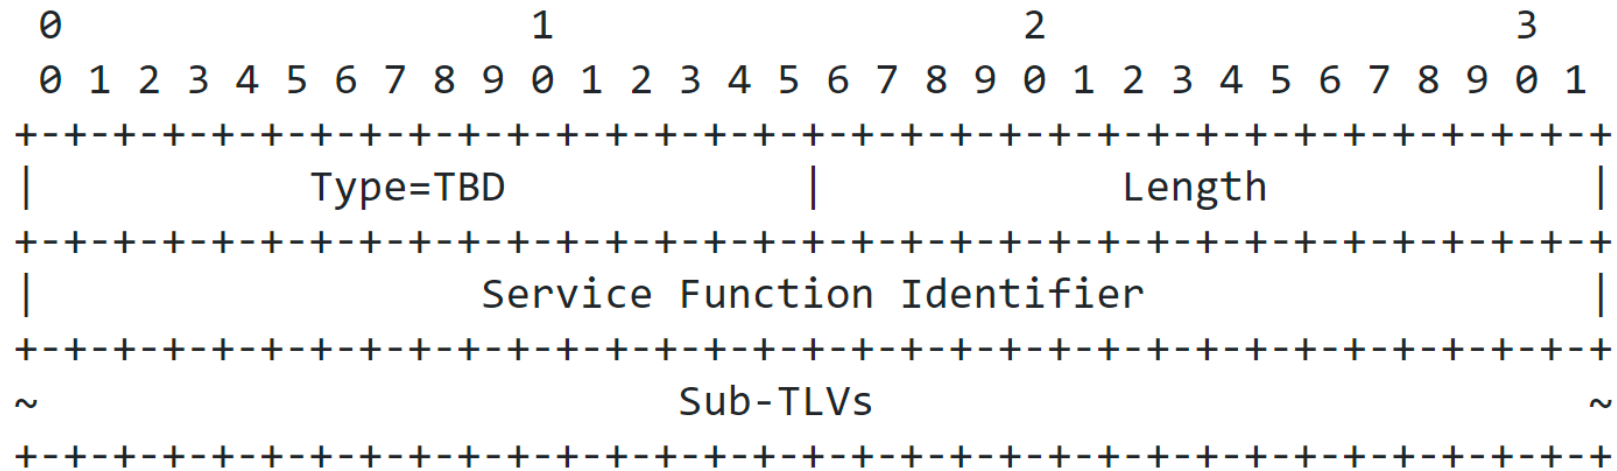 0                   1                   2                   3
 0 1 2 3 4 5 6 7 8 9 0 1 2 3 4 5 6 7 8 9 0 1 2 3 4 5 6 7 8 9 0 1
+-+-+-+-+-+-+-+-+-+-+-+-+-+-+-+-+-+-+-+-+-+-+-+-+-+-+-+-+-+-+-+-+
|           Type=TBD            |            Length             |
+-+-+-+-+-+-+-+-+-+-+-+-+-+-+-+-+-+-+-+-+-+-+-+-+-+-+-+-+-+-+-+-+
|                  Service Function Identifier                  |
+-+-+-+-+-+-+-+-+-+-+-+-+-+-+-+-+-+-+-+-+-+-+-+-+-+-+-+-+-+-+-+-+
~                          Sub-TLVs                             ~
+-+-+-+-+-+-+-+-+-+-+-+-+-+-+-+-+-+-+-+-+-+-+-+-+-+-+-+-+-+-+-+-+